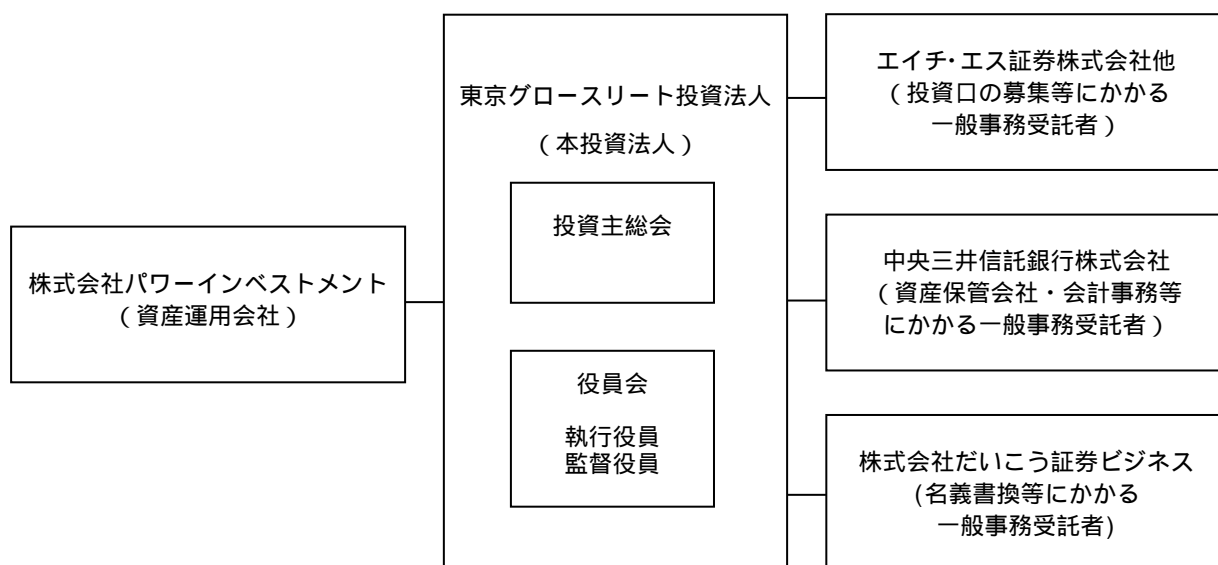 株式会社パワーインベストメント
（資産運用会社）
東京グロースリート投資法人
（本投資法人）
投資主総会
役員会
執行役員
監督役員
エイチ・エス証券株式会社他
（投資口の募集等にかかる
一般事務受託者）
中央三井信託銀行株式会社
（資産保管会社・会計事務等
にかかる一般事務受託者）
株式会社だいこう証券ビジネス
(名義書換等にかかる
一般事務受託者)